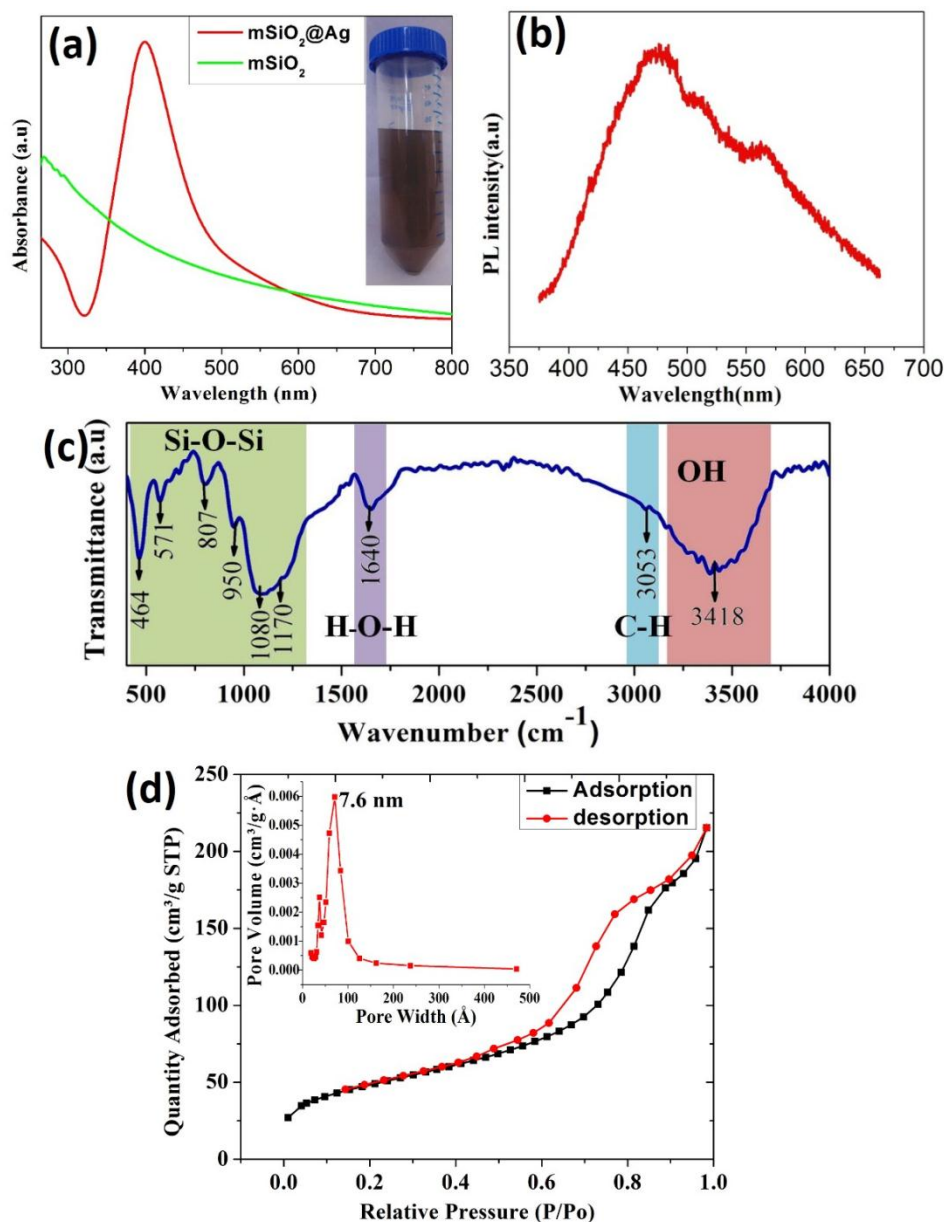 (a)
mSiO₂@Ag
mSiO₂
Absorbance (a.u)
300 400 500 600 700 800
Wavelength (nm)
(b)
PL intensity(a.u)
350 400 450 500 550 600 650 700
Wavelength(nm)
(c)
Transmittance (a.u)
Si-O-Si
464
571
807
950
1080
1170
1640
H-O-H
3053
C-H
OH
3418
500 1000 1500 2000 2500 3000 3500 4000
Wavenumber (cm⁻¹)
(d)
Adsorption
desorption
Quantity Adsorbed (cm³/g STP)
250
200
150
100
50
0
0.0 0.2 0.4 0.6 0.8 1.0
Relative Pressure (P/Po)
7.6 nm
Pore Volume (cm³/g·Å)
0.006
0.005
0.004
0.003
0.002
0.001
0.000
0 100 200 300 400 500
Pore Width (Å)